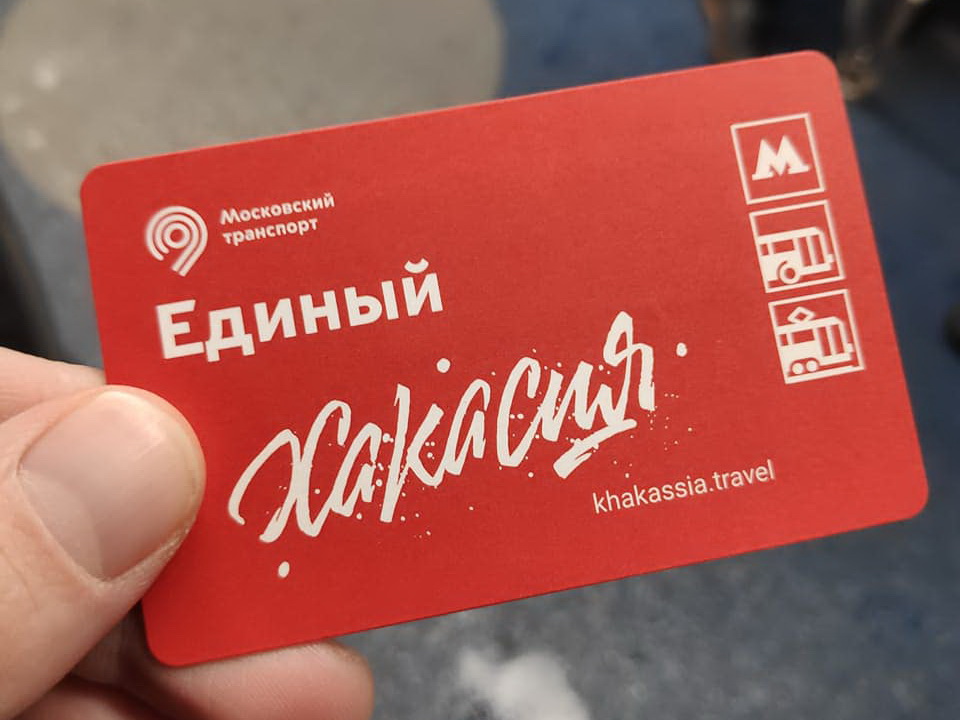 Московский
транспорт
М
Единый
Хакасия
khakassia.travel